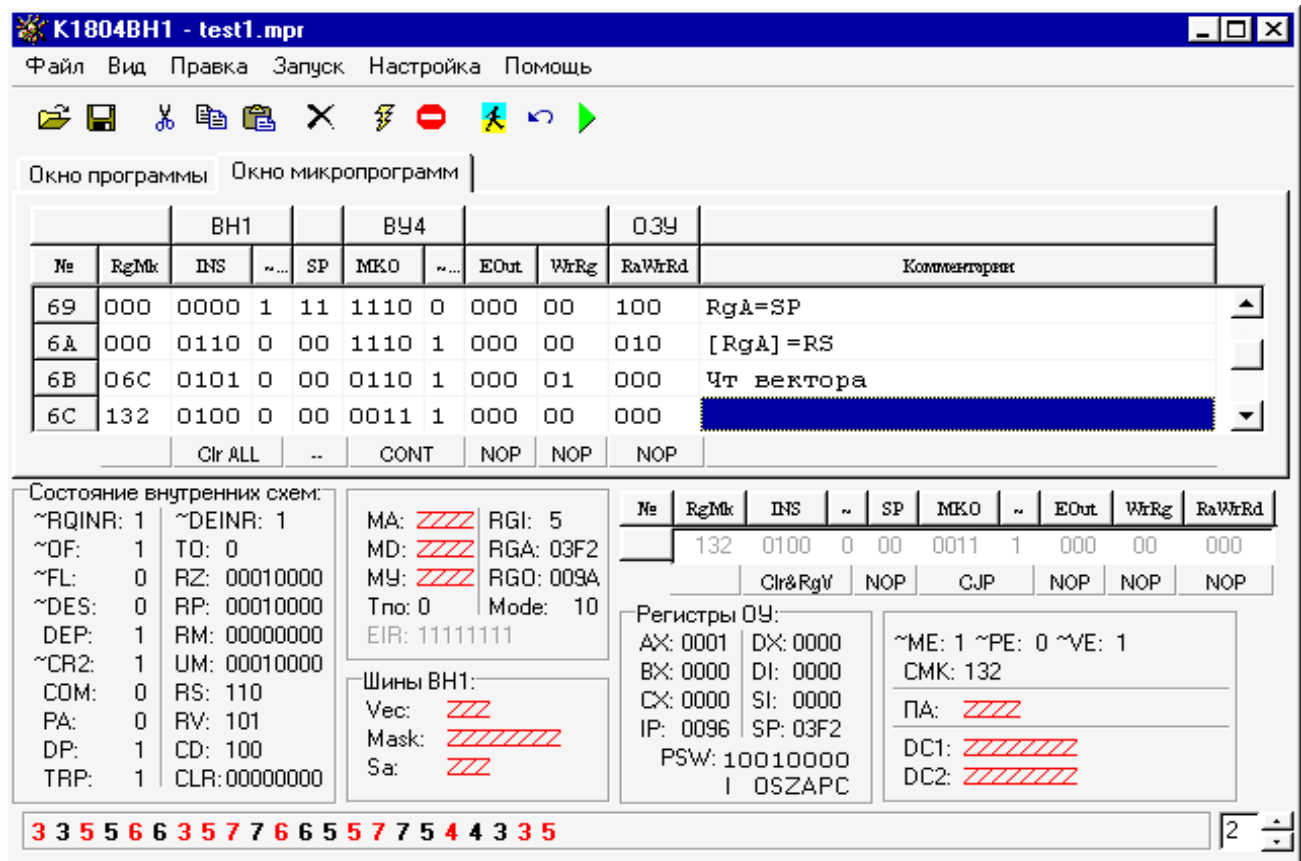 K1804BH1 - test1.mpr
Файл Вид Правка Запуск Настройка Помощь
Окно программы Окно микропрограмм
ВН1 ВУ4 ОЗУ
№ RgMk INS ~... SP MKO ~... EOut WrRg RaWrRd Комментарии
69 000 0000 1 11 1110 0 000 00 100 RgA=SP
6A 000 0110 0 00 1110 1 000 00 010 [RgA]=RS
6B 06C 0101 0 00 0110 1 000 01 000 Чт вектора
6C 132 0100 0 00 0011 1 000 00 000
Clr ALL -- CONT NOP NOP NOP
Состояние внутренних схем:
~RQINR: 1 ~DEINR: 1
~OF: 1 TO: 0
~FL: 0 RZ: 00010000
~DES: 0 RP: 00010000
DEP: 1 RM: 00000000
~CR2: 1 UM: 00010000
COM: 0 RS: 110
PA: 0 RV: 101
DP: 1 CD: 100
TRP: 1 CLR:00000000
MA: ZZZZ RGI: 5
MD: ZZZZ RGA: 03F2
МУ: ZZZZ RGO: 009A
Tпо: 0 Mode: 10
EIR: 11111111
Шины ВН1:
Vec: ZZZ
Mask: ZZZZZZZZ
Sa: ZZZ
№ RgMk INS ~ SP MKO ~ EOut WrRg RaWrRd
132 0100 0 00 0011 1 000 00 000
Clr&RgV NOP CJP NOP NOP NOP
Регистры ОУ:
AX: 0001 DX: 0000
BX: 0000 DI: 0000
CX: 0000 SI: 0000
IP: 0096 SP: 03F2
PSW: 10010000
I OSZAPC
~ME: 1 ~PE: 0 ~VE: 1
СМК: 132
ПА: ZZZZ
DC1: ZZZZZZZZ
DC2: ZZZZZZZZ
3 3 5 5 6 6 3 5 7 7 6 6 5 5 7 7 5 4 4 3 3 5
2